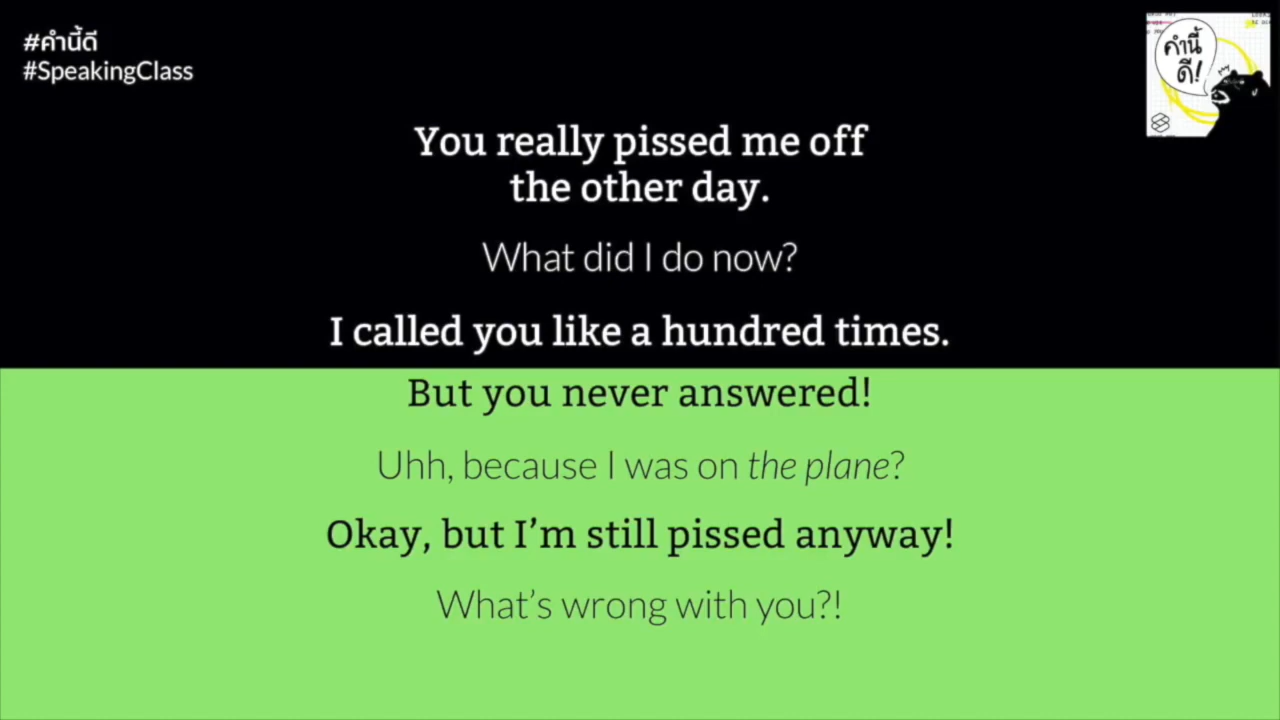 #คำนี้ดี
#SpeakingClass
คำนี้
ดี!
You really pissed me off
the other day.
What did I do now?
I called you like a hundred times.
But you never answered!
Uhh, because I was on the plane?
Okay, but I’m still pissed anyway!
What’s wrong with you?!